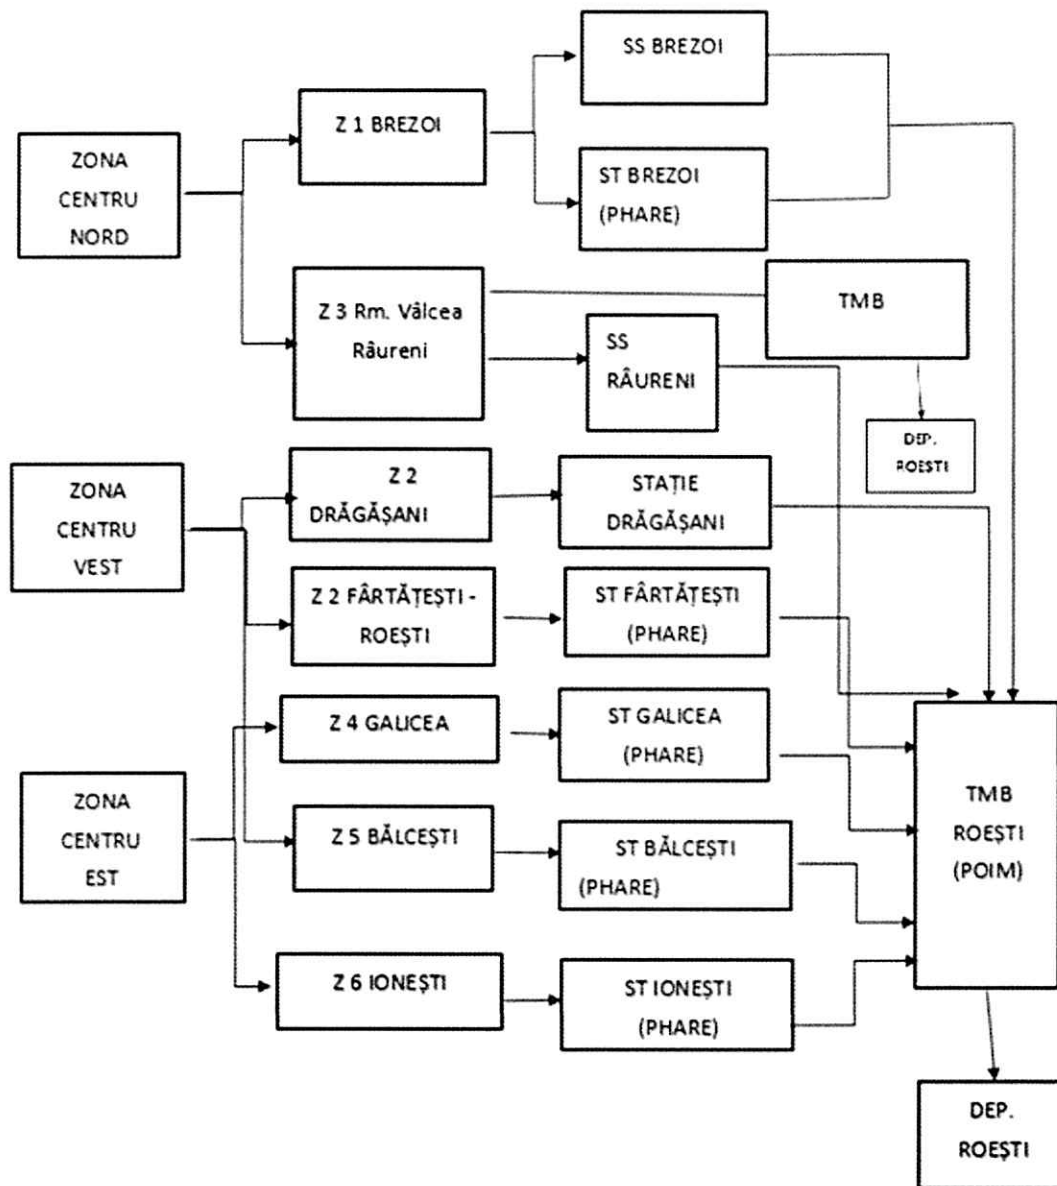 ZONA
CENTRU
NORD
Z 1 BREZOI
SS BREZOI
ST BREZOI
(PHARE)
Z 3 Rm. Vâlcea
Râureni
TMB
SS
RÂURENI
DEP.
ROEȘTI
ZONA
CENTRU
VEST
Z 2
DRĂGĂȘANI
STAȚIE
DRĂGĂȘANI
Z 2 FÂRTĂȚEȘTI -
ROEȘTI
ST FÂRTĂȚEȘTI
(PHARE)
Z 4 GALICEA
ST GALICEA
(PHARE)
ZONA
CENTRU
EST
Z 5 BĂLCEȘTI
ST BĂLCEȘTI
(PHARE)
Z 6 IONEȘTI
ST IONEȘTI
(PHARE)
TMB
ROEȘTI
(POIM)
DEP.
ROEȘTI